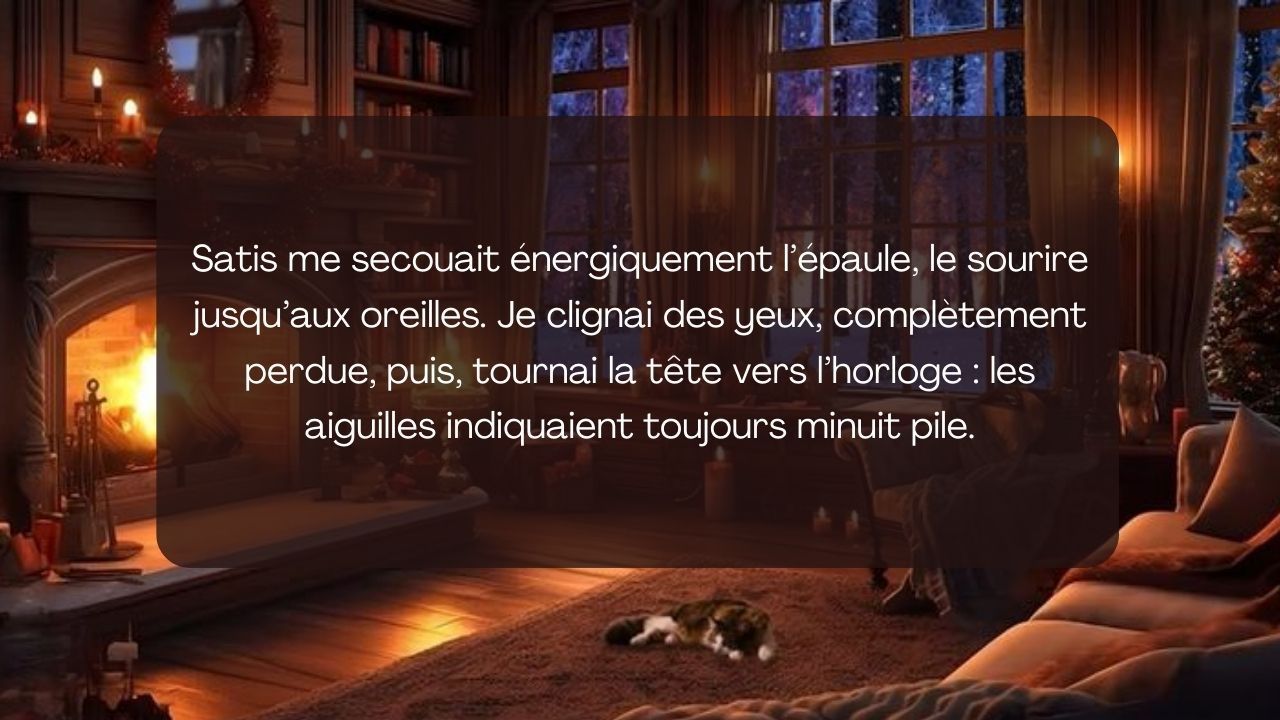 Satis me secouait énergiquement l’épaule, le sourire
jusqu’aux oreilles. Je clignai des yeux, complètement
perdue, puis, tournai la tête vers l’horloge : les
aiguilles indiquaient toujours minuit pile.